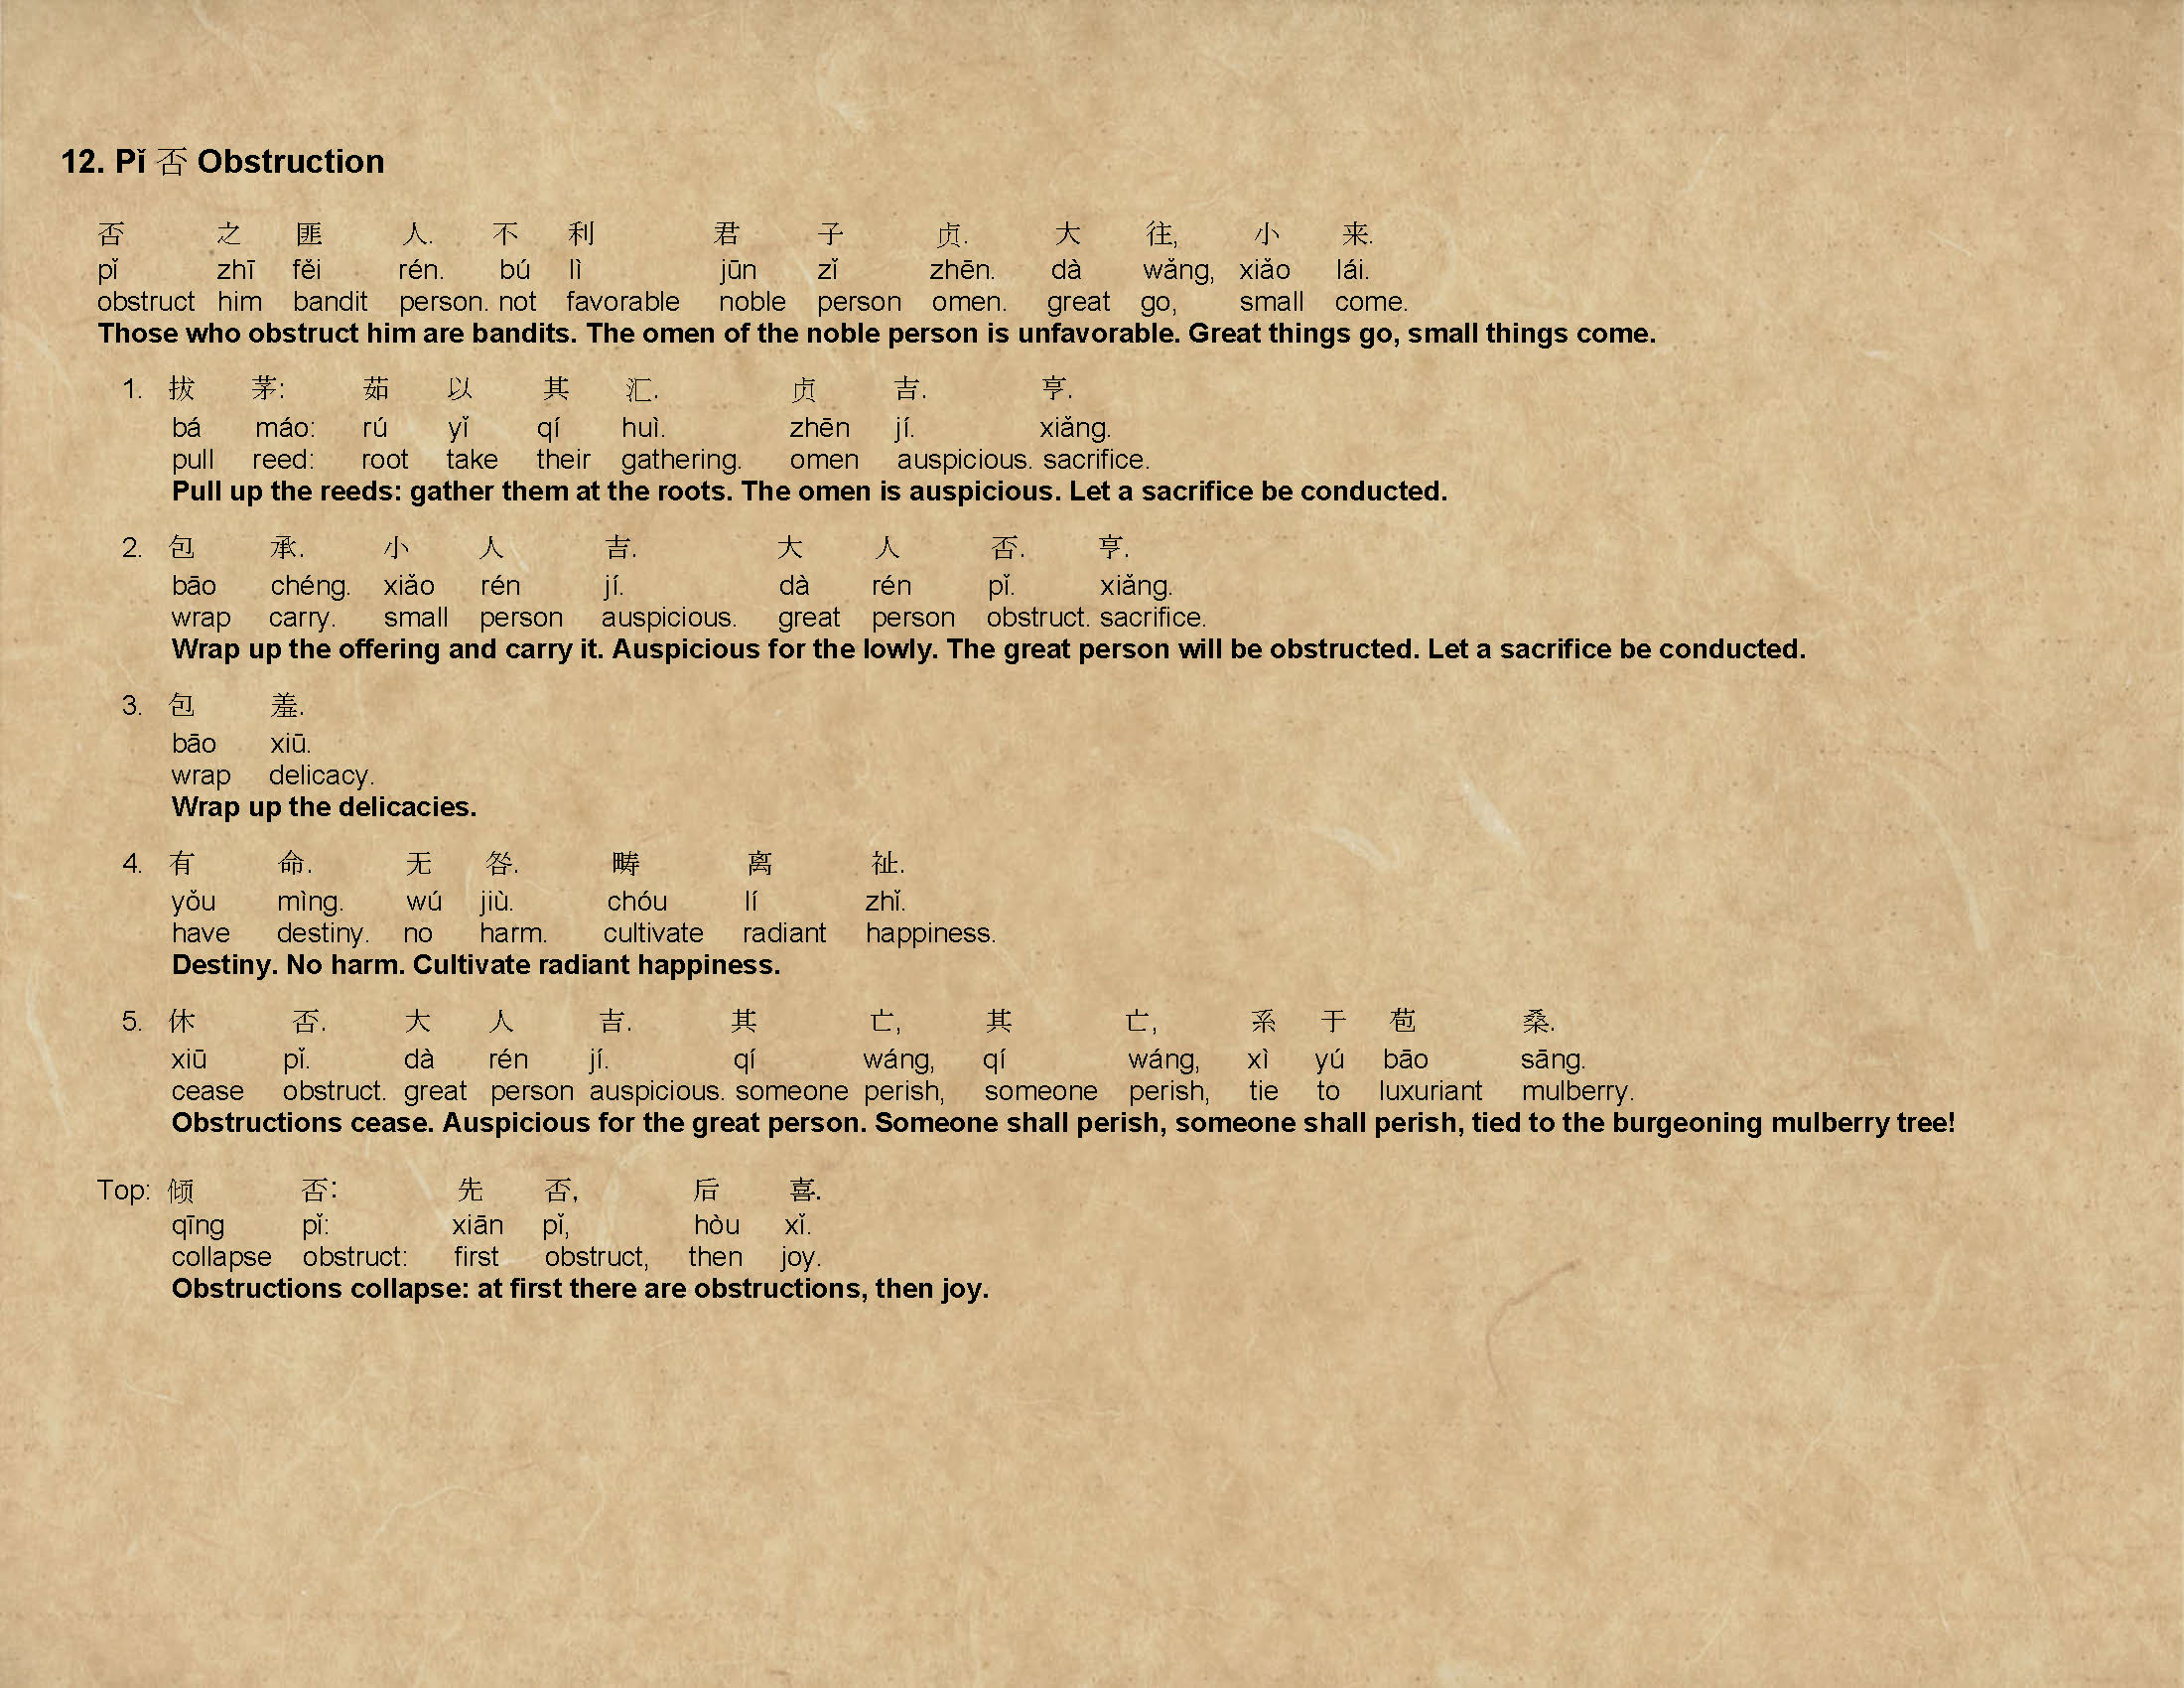 12. Pǐ 否 Obstruction
否 之 匪 人. 不 利 君 子 贞. 大 往, 小 来.
pǐ zhī fěi rén. bú lì jūn zǐ zhēn. dà wǎng, xiǎo lái.
obstruct him bandit person. not favorable noble person omen. great go, small come.
Those who obstruct him are bandits. The omen of the noble person is unfavorable. Great things go, small things come.
1. 拔 茅: 茹 以 其 汇. 贞 吉. 亨.
bá máo: rú yǐ qí huì. zhēn jí. xiǎng.
pull reed: root take their gathering. omen auspicious. sacrifice.
Pull up the reeds: gather them at the roots. The omen is auspicious. Let a sacrifice be conducted.
2. 包 承. 小 人 吉. 大 人 否. 亨.
bāo chéng. xiǎo rén jí. dà rén pǐ. xiǎng.
wrap carry. small person auspicious. great person obstruct. sacrifice.
Wrap up the offering and carry it. Auspicious for the lowly. The great person will be obstructed. Let a sacrifice be conducted.
3. 包 羞.
bāo xiū.
wrap delicacy.
Wrap up the delicacies.
4. 有 命. 无 咎. 畴 离 祉.
yǒu mìng. wú jiù. chóu lí zhǐ.
have destiny. no harm. cultivate radiant happiness.
Destiny. No harm. Cultivate radiant happiness.
5. 休 否. 大 人 吉. 其 亡, 其 亡, 系 于 苞 桑.
xiū pǐ. dà rén jí. qí wáng, qí wáng, xì yú bāo sāng.
cease obstruct. great person auspicious. someone perish, someone perish, tie to luxuriant mulberry.
Obstructions cease. Auspicious for the great person. Someone shall perish, someone shall perish, tied to the burgeoning mulberry tree!
Top: 倾 否: 先 否, 后 喜.
qīng pǐ: xiān pǐ, hòu xǐ.
collapse obstruct: first obstruct, then joy.
Obstructions collapse: at first there are obstructions, then joy.